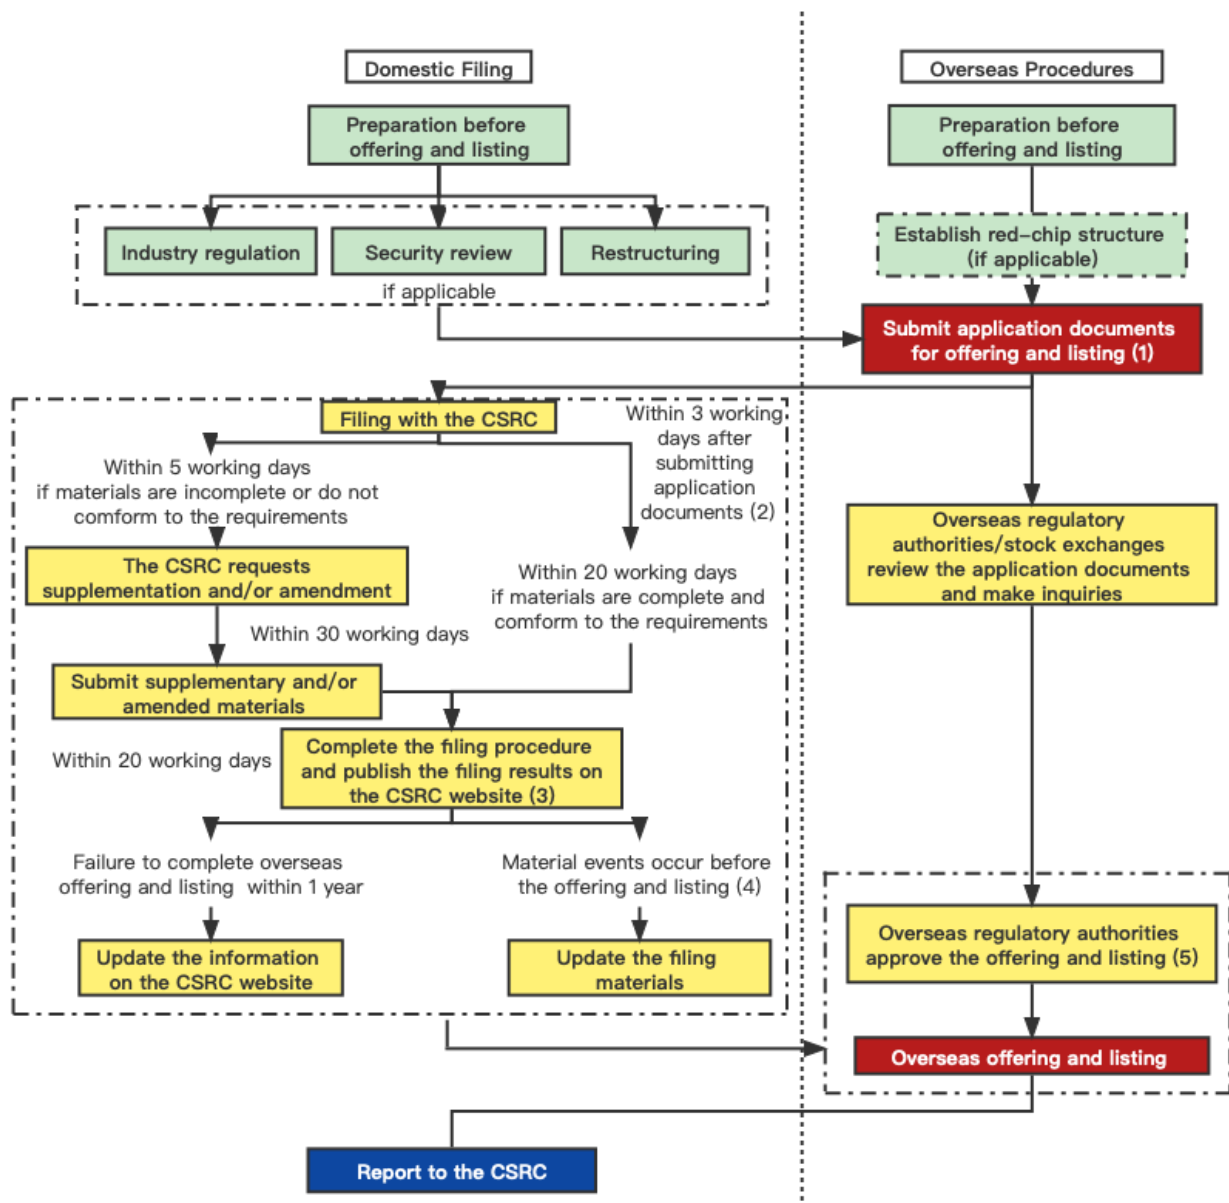 Domestic Filing
Overseas Procedures
Preparation before
offering and listing
Preparation before
offering and listing
Industry regulation
Security review
Restructuring
if applicable
Establish red-chip structure
(if applicable)
Submit application documents
for offering and listing (1)
Filing with the CSRC
Within 3 working
days after
submitting
application
documents (2)
Within 5 working days
if materials are incomplete or do not
comform to the requirements
The CSRC requests
supplementation and/or amendment
Within 20 working days
if materials are complete and
comform to the requirements
Overseas regulatory
authorities/stock exchanges
review the application documents
and make inquiries
Within 30 working days
Submit supplementary and/or
amended materials
Within 20 working days
Complete the filing procedure
and publish the filing results on
the CSRC website (3)
Failure to complete overseas
offering and listing within 1 year
Material events occur before
the offering and listing (4)
Update the information
on the CSRC website
Update the filing
materials
Overseas regulatory authorities
approve the offering and listing (5)
Overseas offering and listing
Report to the CSRC